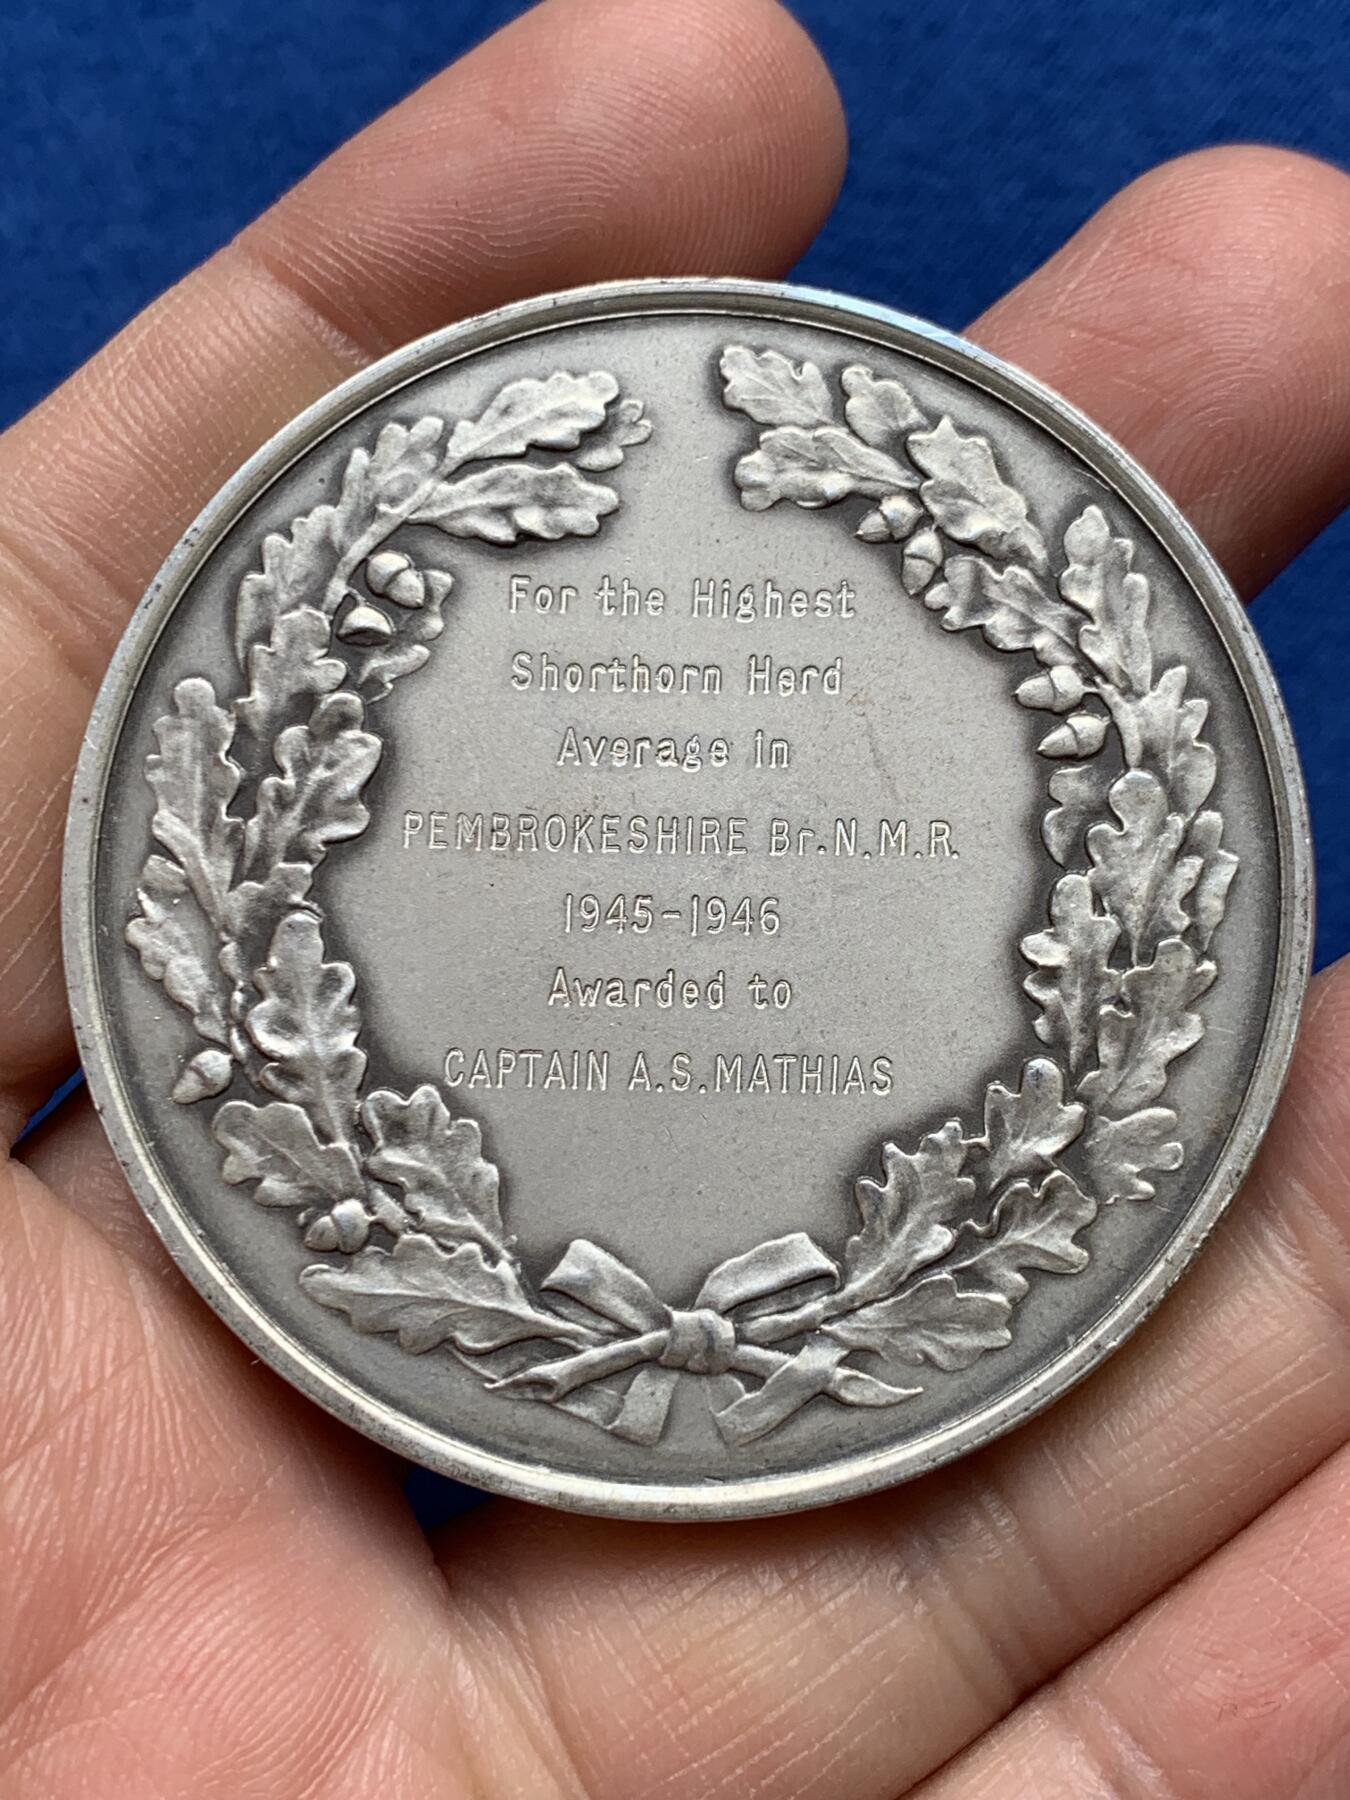 For the Highest
Shorthorn Herd
Average in
PEMBROKESHIRE Br.N.M.R.
1945-1946
Awarded to
CAPTAIN A.S.MATHIAS